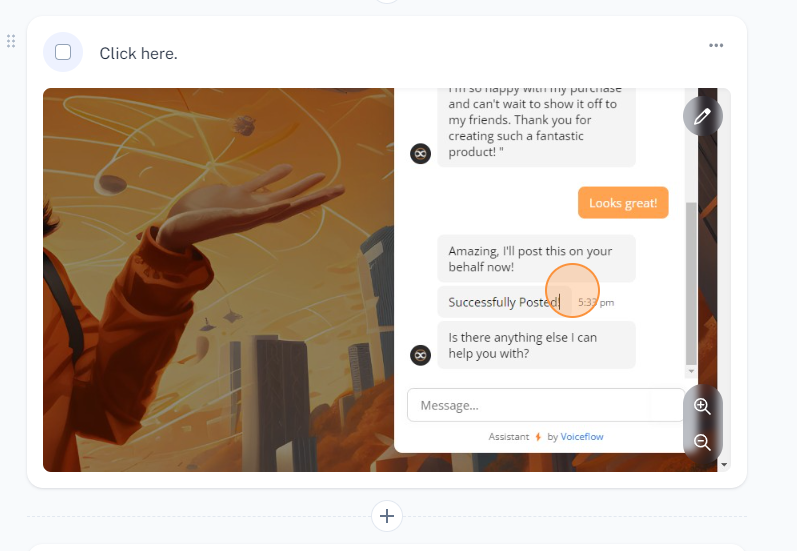 Click here.
I'm so happy with my purchase
and can't wait to show it off to
my friends. Thank you for
creating such a fantastic
product! "
Looks great!
Amazing, I'll post this on your
behalf now!
Successfully Posted!
5:33 pm
Is there anything else I can
help you with?
Message...
Assistant by Voiceflow